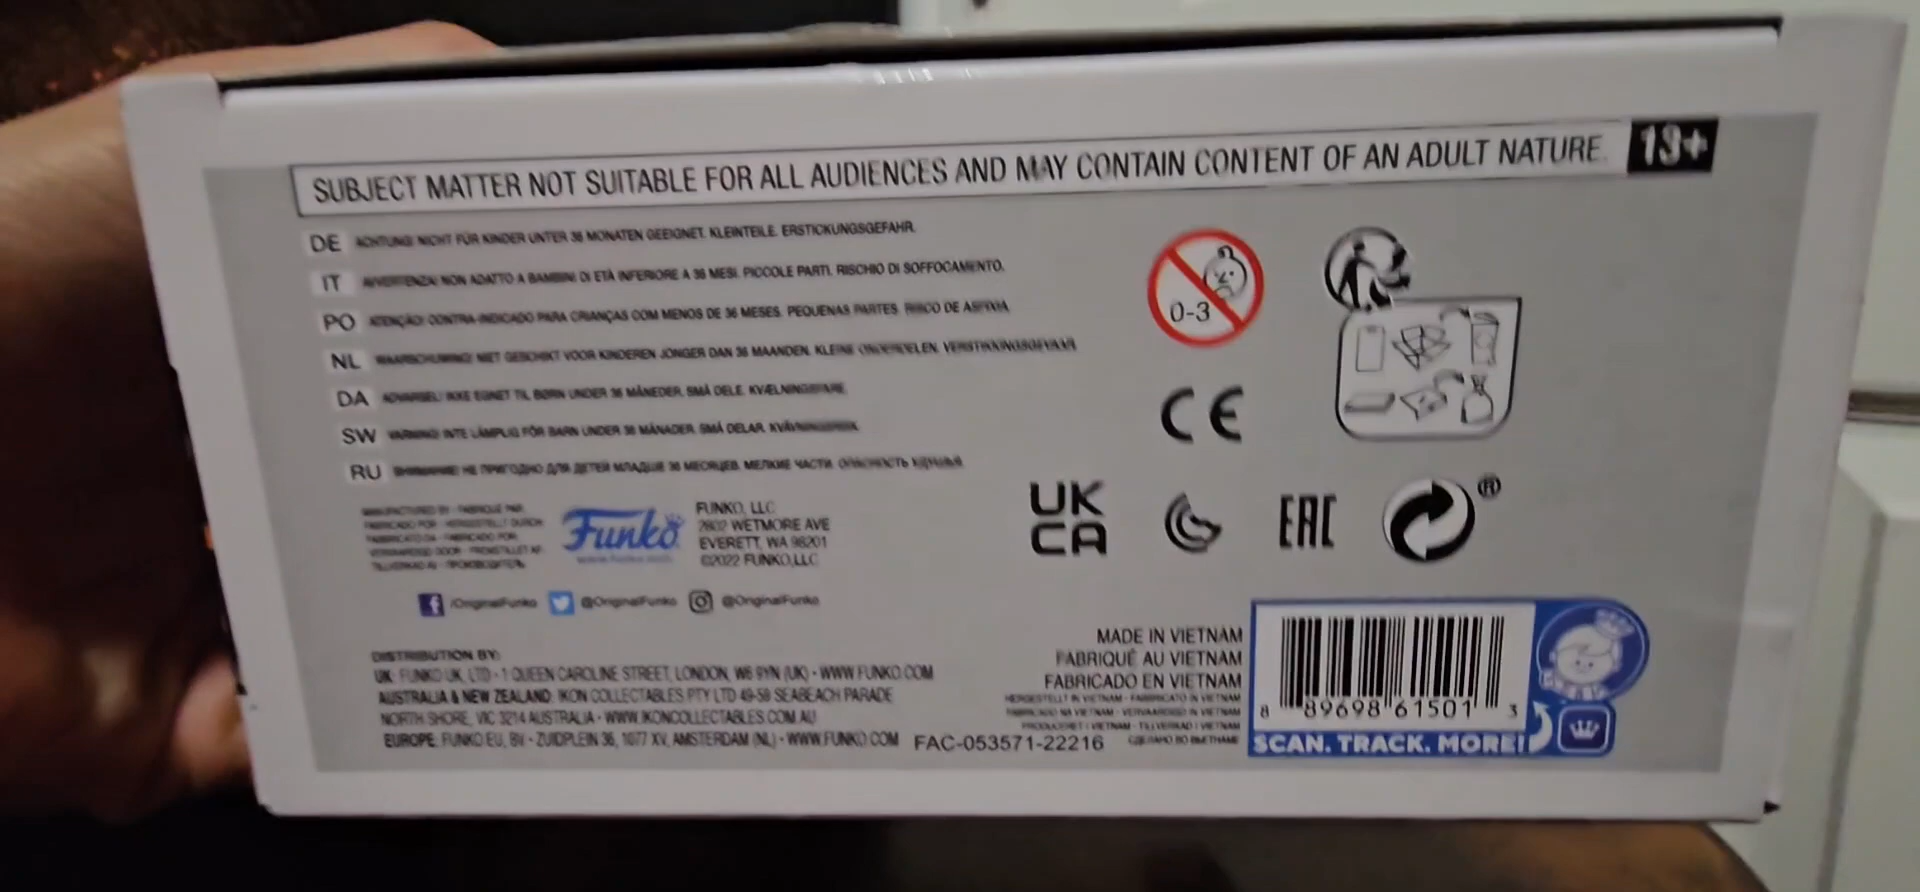 SUBJECT MATTER NOT SUITABLE FOR ALL AUDIENCES AND MAY CONTAIN CONTENT OF AN ADULT NATURE. 13+
DE ACHTUNG! NICHT FÜR KINDER UNTER 36 MONATEN GEEIGNET. KLEINTEILE. ERSTICKUNGSGEFAHR.
IT AVVERTENZA! NON ADATTO A BAMBINI DI ETÀ INFERIORE A 36 MESI. PICCOLE PARTI. RISCHIO DI SOFFOCAMENTO.
PO ATENÇÃO! CONTRA-INDICADO PARA CRIANÇAS COM MENOS DE 36 MESES. PEQUENAS PARTES. RISCO DE ASFIXIA
NL WAARSCHUWING! NIET GESCHIKT VOOR KINDEREN JONGER DAN 36 MAANDEN. KLEINE ONDERDELEN. VERSTIKKINGSGEVAAR
DA ADVARSEL! IKKE EGNET TIL BØRN UNDER 36 MÅNEDER. SMÅ DELE. KVÆLNINGSFARE.
SW VARNING! INTE LÄMPLIG FÖR BARN UNDER 36 MÅNADER. SMÅ DELAR. KVÄVNINGSRISK.
RU ВНИМАНИЕ! НЕ ПРИГОДНО ДЛЯ ДЕТЕЙ МЛАДШЕ 36 МЕСЯЦЕВ. МЕЛКИЕ ЧАСТИ. ОПАСНОСТЬ УДУШЬЯ
0-3
CE
UK
CA
EAC
®
MANUFACTURED BY · FABRIQUÉ PAR
FABRICADO POR · HERGESTELLT DURCH
FABRICATO DA · FABRICADO POR
Funko
FUNKO, LLC
2802 WETMORE AVE
EVERETT, WA 98201
©2022 FUNKO, LLC
/OriginalFunko @OriginalFunko @OriginalFunko
DISTRIBUTION BY:
UK: FUNKO UK, LTD · 1 QUEEN CAROLINE STREET, LONDON, W6 9YN (UK) · WWW.FUNKO.COM
AUSTRALIA & NEW ZEALAND: IKON COLLECTABLES PTY LTD 49-59 SEABEACH PARADE
NORTH SHORE, VIC 3214 AUSTRALIA · WWW.IKONCOLLECTABLES.COM.AU
EUROPE: FUNKO EU, BV · ZUIDPLEIN 36, 1077 XV, AMSTERDAM (NL) · WWW.FUNKO.COM
FAC-053571-22216
MADE IN VIETNAM
FABRIQUÉ AU VIETNAM
FABRICADO EN VIETNAM
HERGESTELLT IN VIETNAM · FABBRICATO IN VIETNAM
FABRICADO NA VIETNAM · VERVAARDIGD IN VIETNAM
PRODUCERET I VIETNAM · TILLVERKAD I VIETNAM
СДЕЛАНО ВО ВЬЕТНАМЕ
8 89698 61501 3
SCAN. TRACK. MORE!